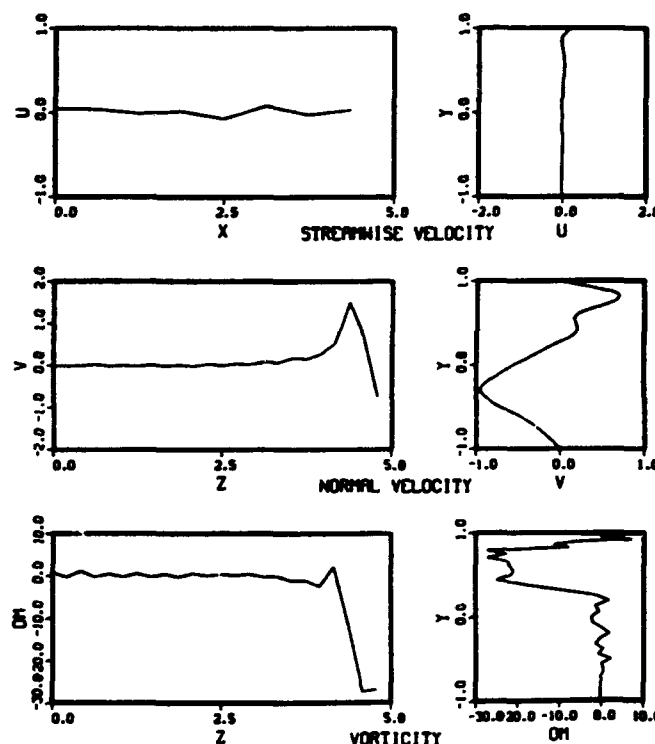 1.0
U
0.0
-1.0
0.0 2.5 5.0
X
1.0
Y
0.0
-1.0
-2.0 0.0 2.0
U
STREAMWISE VELOCITY
2.0
1.0
V
0.0
-1.0
-2.0
0.0 2.5 5.0
Z
1.0
Y
0.0
-1.0
-1.0 0.0 1.0
V
NORMAL VELOCITY
10.0
0.0
OM
-10.0
-20.0
-30.0
0.0 2.5 5.0
Z
1.0
Y
0.0
-1.0
-30.0 -20.0 -10.0 0.0 10.0
OM
VORTICITY